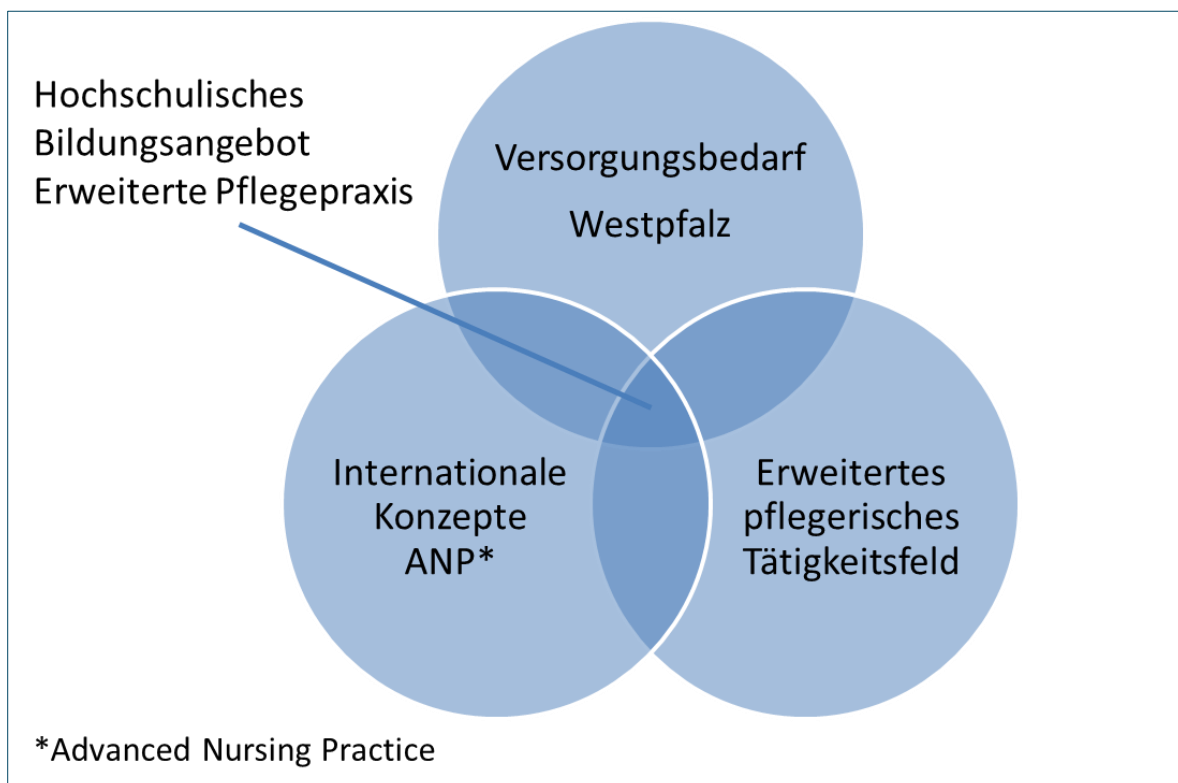 Hochschulisches
Bildungsangebot
Erweiterte Pflegepraxis
Versorgungsbedarf
Westpfalz
Internationale
Konzepte
ANP*
Erweitertes
pflegerisches
Tätigkeitsfeld
*Advanced Nursing Practice